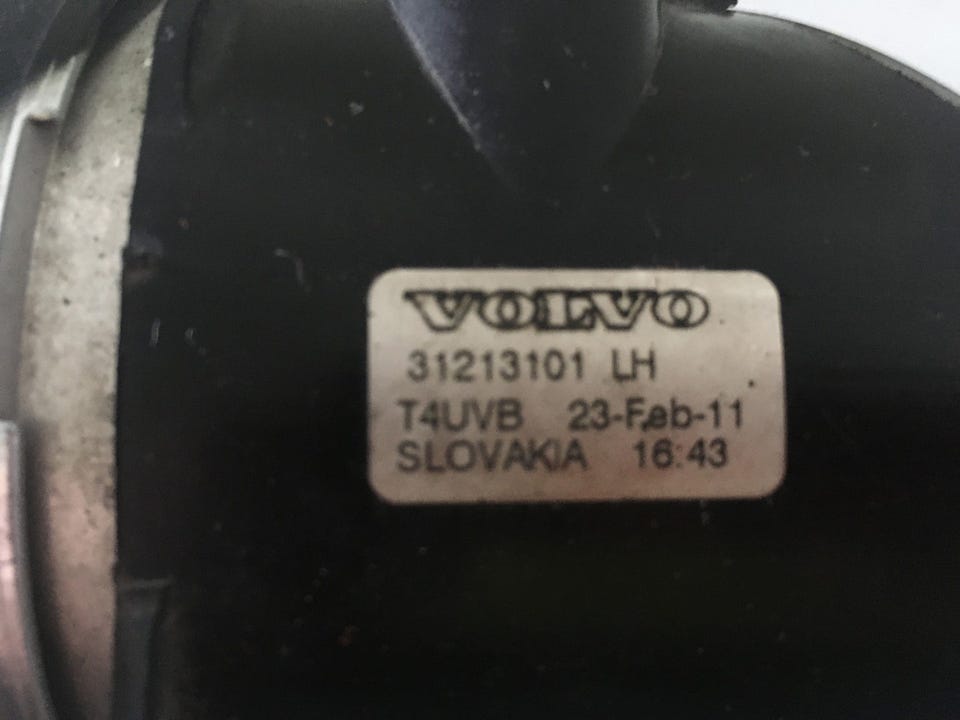 VOLVO
31213101 LH
T4UVB 23-Feb-11
SLOVAKIA 16:43